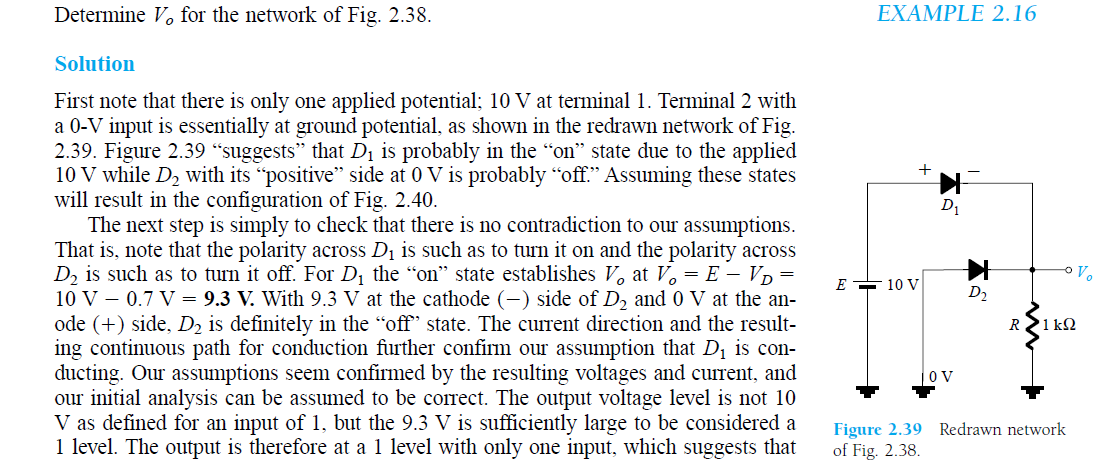 Determine Vₒ for the network of Fig. 2.38.
EXAMPLE 2.16
Solution
First note that there is only one applied potential; 10 V at terminal 1. Terminal 2 with
a 0-V input is essentially at ground potential, as shown in the redrawn network of Fig.
2.39. Figure 2.39 “suggests” that D₁ is probably in the “on” state due to the applied
10 V while D₂ with its “positive” side at 0 V is probably “off.” Assuming these states
will result in the configuration of Fig. 2.40.
The next step is simply to check that there is no contradiction to our assumptions.
That is, note that the polarity across D₁ is such as to turn it on and the polarity across
D₂ is such as to turn it off. For D₁ the “on” state establishes Vₒ at Vₒ = E − V_D =
10 V − 0.7 V = 9.3 V. With 9.3 V at the cathode (−) side of D₂ and 0 V at the an-
ode (+) side, D₂ is definitely in the “off” state. The current direction and the result-
ing continuous path for conduction further confirm our assumption that D₁ is con-
ducting. Our assumptions seem confirmed by the resulting voltages and current, and
our initial analysis can be assumed to be correct. The output voltage level is not 10
V as defined for an input of 1, but the 9.3 V is sufficiently large to be considered a
1 level. The output is therefore at a 1 level with only one input, which suggests that
+ −
D₁
E 10 V
D₂
Vₒ
R 1 kΩ
0 V
Figure 2.39 Redrawn network
of Fig. 2.38.